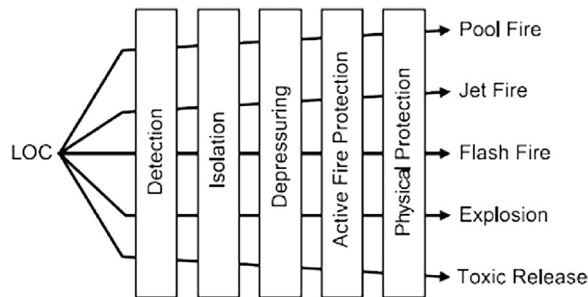 LOC
Detection
Isolation
Depressuring
Active Fire Protection
Physical Protection
Pool Fire
Jet Fire
Flash Fire
Explosion
Toxic Release